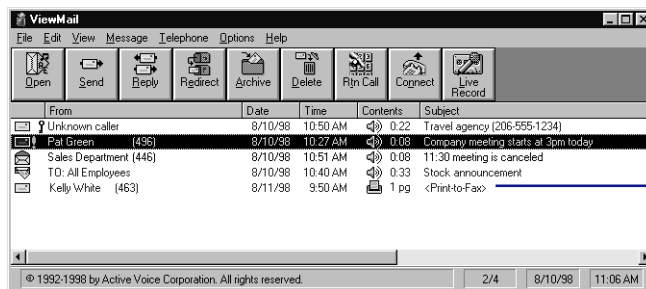 ViewMail
File Edit View Message Telephone Options Help
Open Send Reply Redirect Archive Delete Rtn Call Connect Live Record
From Date Time Contents Subject
Unknown caller 8/10/98 10:50 AM 0:22 Travel agency (206-555-1234)
Pat Green (496) 8/10/98 10:27 AM 0:08 Company meeting starts at 3pm today
Sales Department (446) 8/10/98 10:51 AM 0:08 11:30 meeting is canceled
TO: All Employees 8/10/98 10:40 AM 0:33 Stock announcement
Kelly White (463) 8/11/98 9:50 AM 1 pg <Print-to-Fax>
© 1992-1998 by Active Voice Corporation. All rights reserved. 2/4 8/10/98 11:06 AM